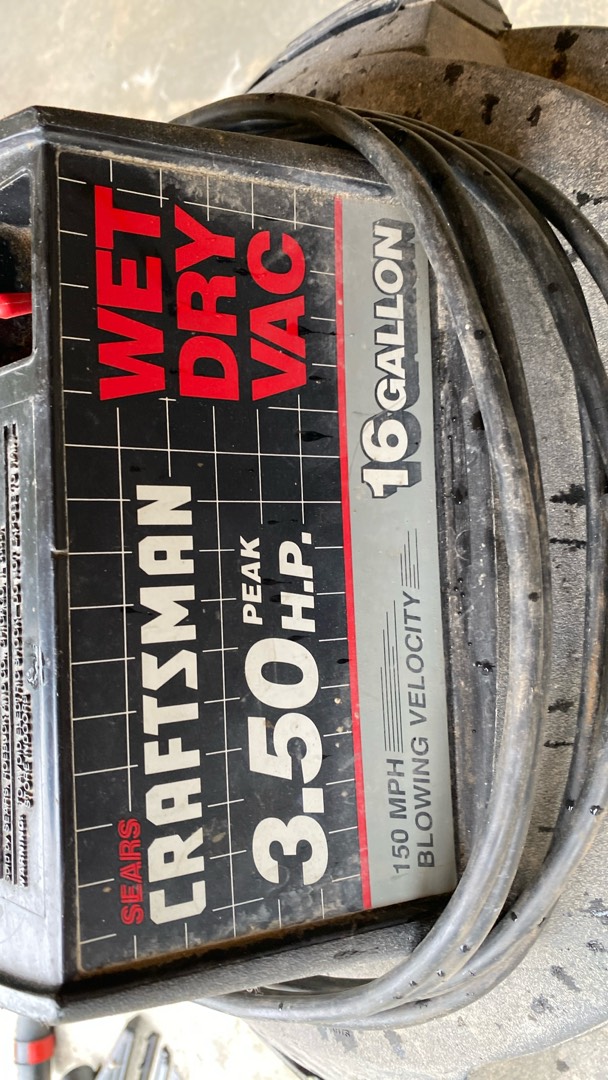 SEARS
CRAFTSMAN
WET
DRY
VAC
3.50 PEAK H.P.
150 MPH
BLOWING VELOCITY
16 GALLON